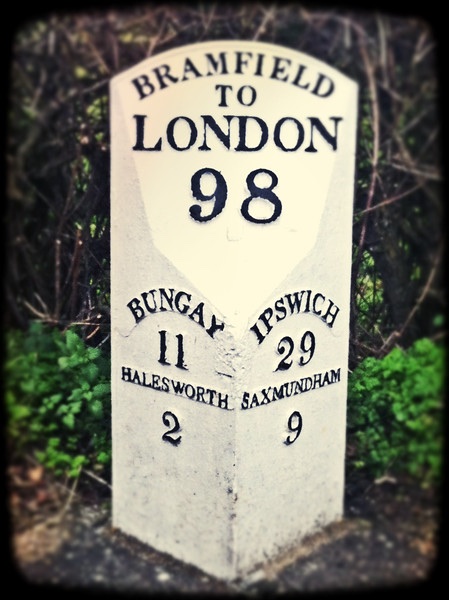 BRAMFIELD
TO
LONDON
98
BUNGAY
11
HALESWORTH
2
IPSWICH
29
SAXMUNDHAM
9